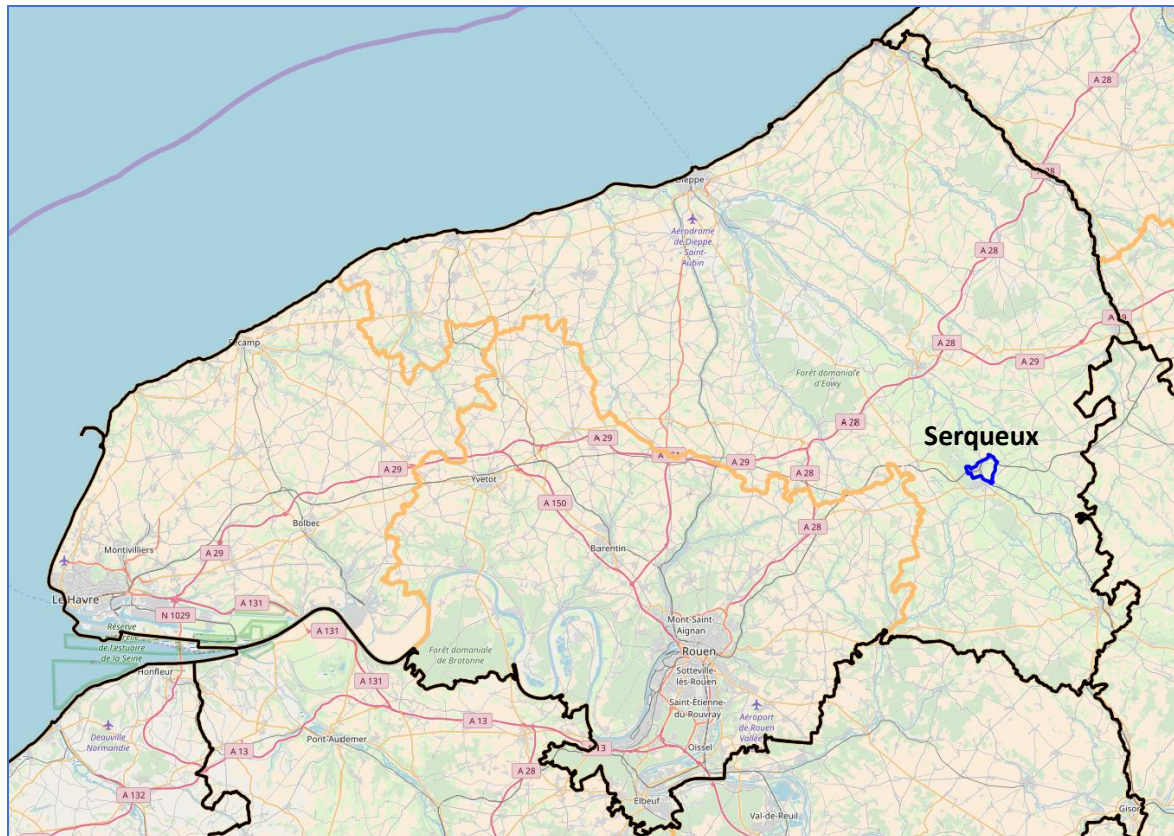 A 28
A 28
Dieppe
Aérodrome
de Dieppe
Saint-
Aubin
A 28
A 28
A 29
Forêt domaniale
d'Eawy
A 28
Serqueux
A 29
A 29
A 29
A 28
Yvetot
A 150
A 28
Bolbec
A 29
Barentin
Montivilliers
Le Havre
A 131
N 1029
Réserve
naturelle
de l'estuaire
de la Seine
A 131
Mont-Saint-
Aignan
Rouen
Forêt domaniale
de Brotonne
Sotteville-
lès-Rouen
Honfleur
A 131
Saint-Étienne-
du-Rouvray
Aéroport
de Rouen
A 13
Deauville
Normandie
A 13
Pont-Audemer
Oissel
A 28
A 132
Elbeuf
Val-de-Reuil